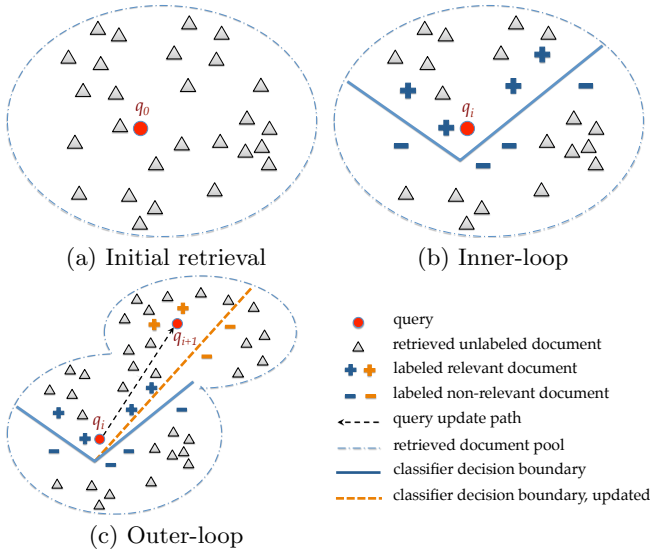 q0
(a) Initial retrieval
qi
(b) Inner-loop
qi+1
qi
(c) Outer-loop
query
retrieved unlabeled document
labeled relevant document
labeled non-relevant document
query update path
retrieved document pool
classifier decision boundary
classifier decision boundary, updated